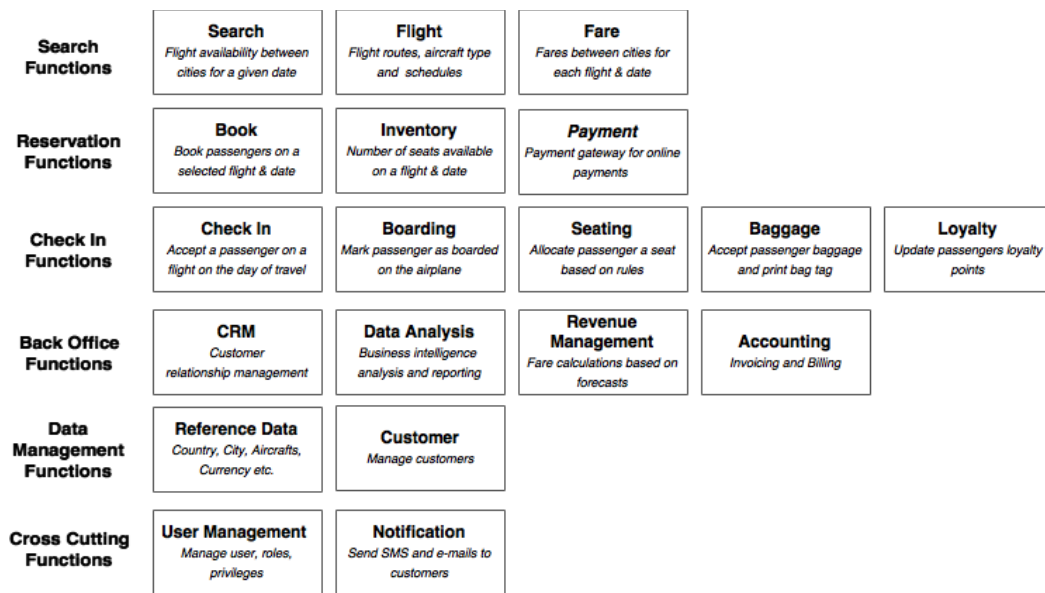 Search
Functions
Search
Flight availability between
cities for a given date
Flight
Flight routes, aircraft type
and schedules
Fare
Fares between cities for
each flight & date
Reservation
Functions
Book
Book passengers on a
selected flight & date
Inventory
Number of seats available
on a flight & date
Payment
Payment gateway for online
payments
Check In
Functions
Check In
Accept a passenger on a
flight on the day of travel
Boarding
Mark passenger as boarded
on the airplane
Seating
Allocate passenger a seat
based on rules
Baggage
Accept passenger baggage
and print bag tag
Loyalty
Update passengers loyalty
points
Back Office
Functions
CRM
Customer
relationship management
Data Analysis
Business intelligence
analysis and reporting
Revenue
Management
Fare calculations based on
forecasts
Accounting
Invoicing and Billing
Data
Management
Functions
Reference Data
Country, City, Aircrafts,
Currency etc.
Customer
Manage customers
Cross Cutting
Functions
User Management
Manage user, roles,
privileges
Notification
Send SMS and e-mails to
customers